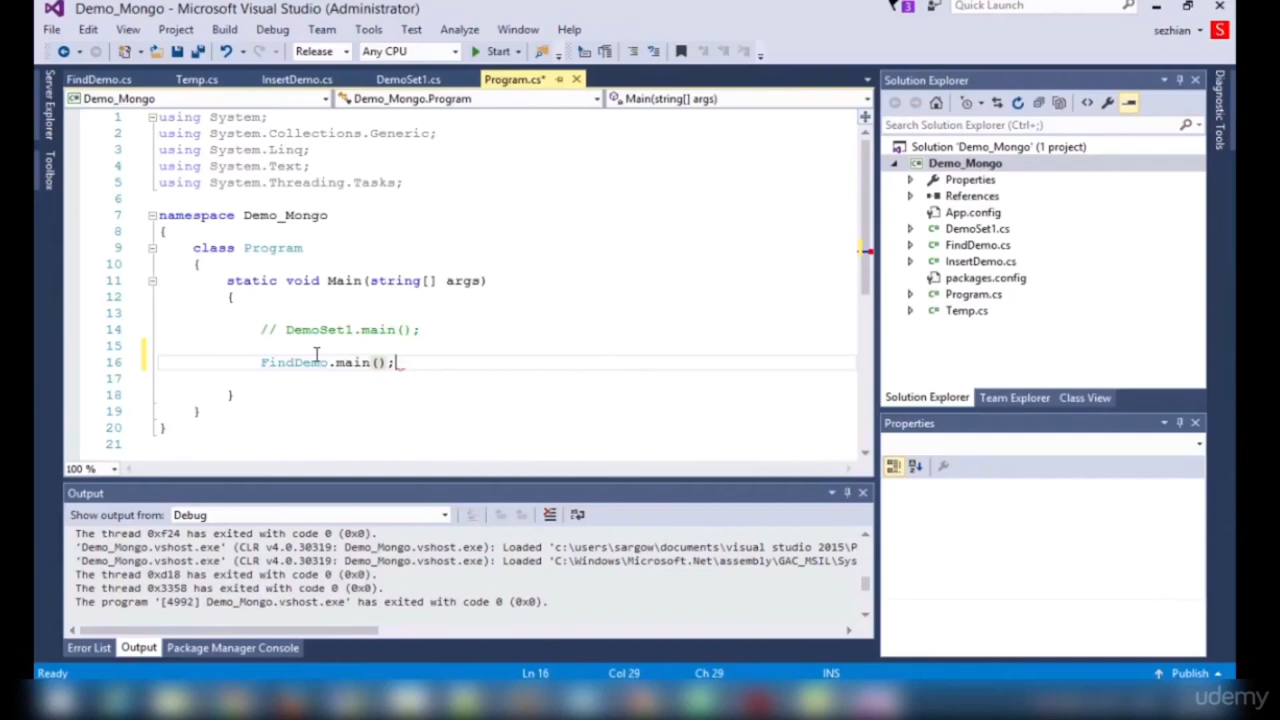 Demo_Mongo - Microsoft Visual Studio (Administrator)
3
Quick Launch (Ctrl+Q)
File Edit View Project Build Debug Team Tools Test Analyze Window Help
sezhian
S
Release Any CPU Start
FindDemo.cs Temp.cs InsertDemo.cs DemoSet1.cs Program.cs*
Demo_Mongo Demo_Mongo.Program Main(string[] args)
Server Explorer
Toolbox
1 using System;
2 using System.Collections.Generic;
3 using System.Linq;
4 using System.Text;
5 using System.Threading.Tasks;
6
7 namespace Demo_Mongo
8 {
9 class Program
10 {
11 static void Main(string[] args)
12 {
13
14 // DemoSet1.main();
15
16 FindDemo.main();
17
18 }
19 }
20 }
21
100 %
Output
Show output from: Debug
The thread 0xf24 has exited with code 0 (0x0).
'Demo_Mongo.vshost.exe' (CLR v4.0.30319: Demo_Mongo.vshost.exe): Loaded 'c:\users\sargow\documents\visual studio 2015\P
'Demo_Mongo.vshost.exe' (CLR v4.0.30319: Demo_Mongo.vshost.exe): Loaded 'C:\Windows\Microsoft.Net\assembly\GAC_MSIL\Sys
The thread 0xd18 has exited with code 0 (0x0).
The thread 0x3358 has exited with code 0 (0x0).
The program '[4992] Demo_Mongo.vshost.exe' has exited with code 0 (0x0).
Error List Output Package Manager Console
Solution Explorer
Search Solution Explorer (Ctrl+;)
Solution 'Demo_Mongo' (1 project)
Demo_Mongo
Properties
References
App.config
DemoSet1.cs
FindDemo.cs
InsertDemo.cs
packages.config
Program.cs
Temp.cs
Solution Explorer Team Explorer Class View
Properties
Diagnostic Tools
Ready Ln 16 Col 29 Ch 29 INS Publish
udemy